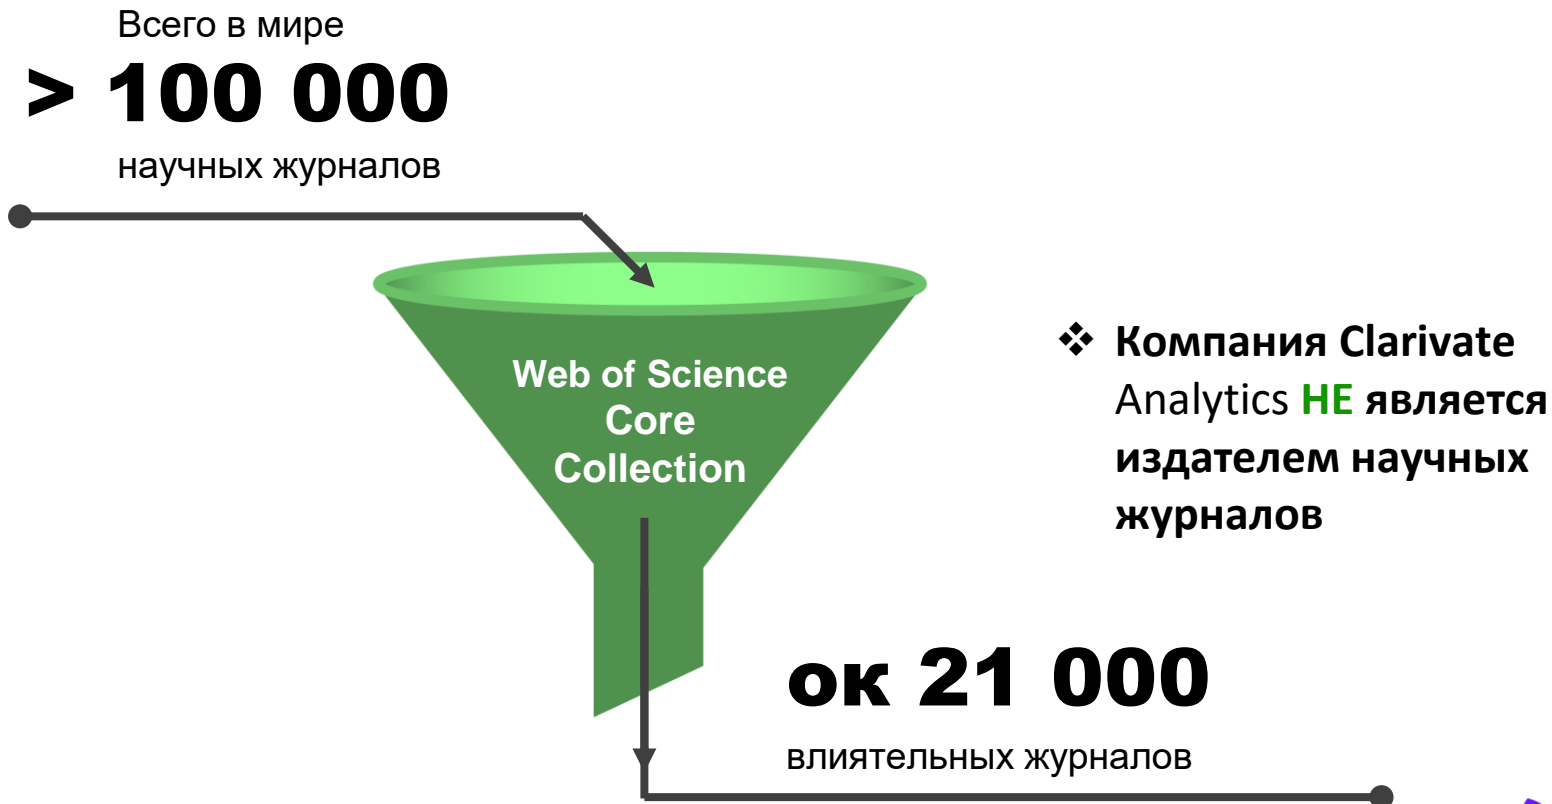 Всего в мире
> 100 000
научных журналов
Web of Science
Core
Collection
❖ Компания Clarivate
Analytics НЕ является
издателем научных
журналов
ок 21 000
влиятельных журналов